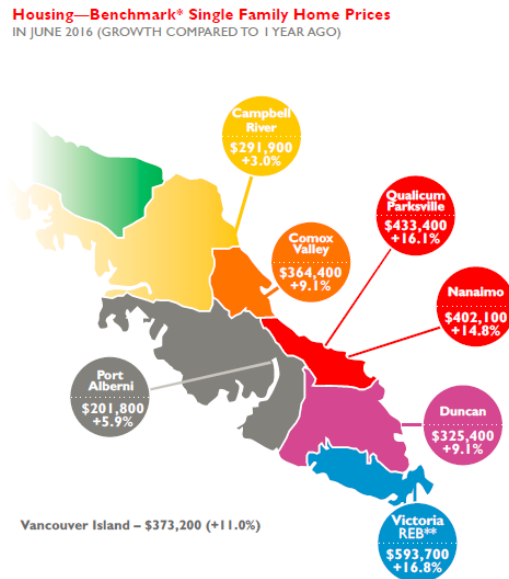 Housing—Benchmark* Single Family Home Prices
IN JUNE 2016 (GROWTH COMPARED TO 1 YEAR AGO)
Campbell
River
$291,900
+3.0%
Qualicum
Parksville
$433,400
+16.1%
Comox
Valley
$364,400
+9.1%
Nanaimo
$402,100
+14.8%
Port
Alberni
$201,800
+5.9%
Duncan
$325,400
+9.1%
Vancouver Island – $373,200 (+11.0%)
Victoria
REB**
$593,700
+16.8%